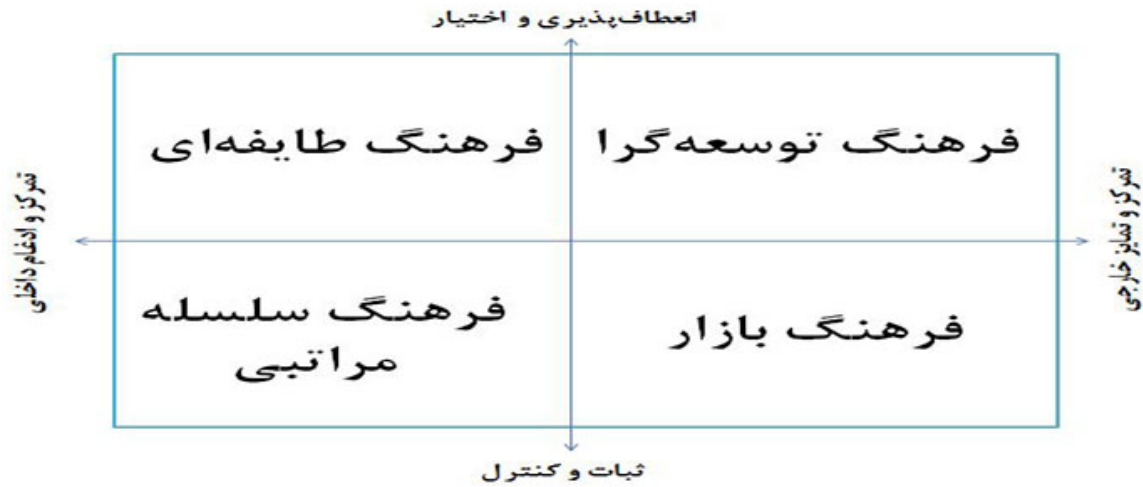 انعطاف‌پذیری و اختیار
فرهنگ توسعه‌گرا
فرهنگ طایفه‌ای
تمرکز و تمایز خارجی
تمرکز و ادغام داخلی
فرهنگ بازار
فرهنگ سلسله
مراتبی
ثبات و کنترل